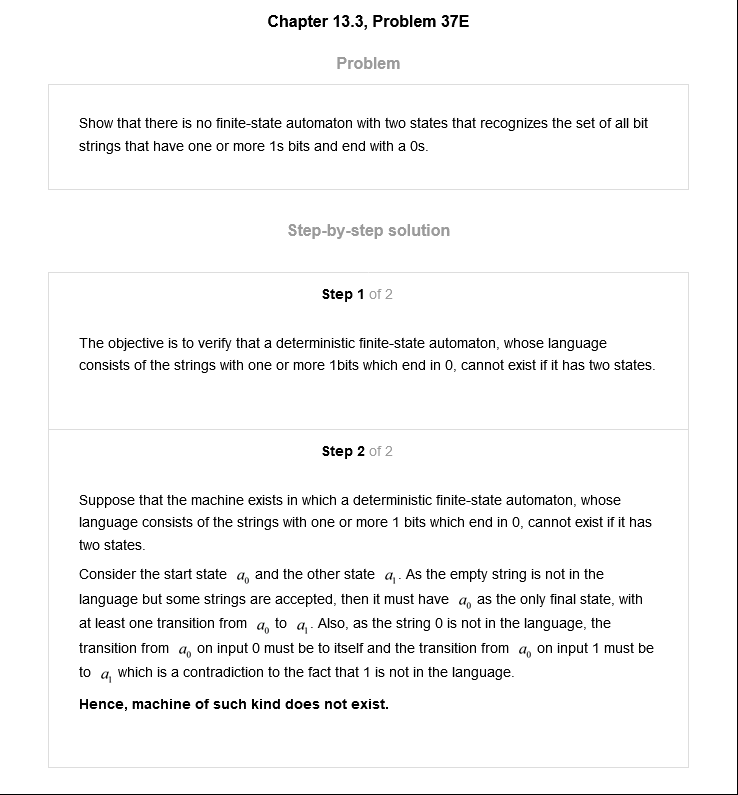 Chapter 13.3, Problem 37E
Problem
Show that there is no finite-state automaton with two states that recognizes the set of all bit
strings that have one or more 1s bits and end with a 0s.
Step-by-step solution
Step 1 of 2
The objective is to verify that a deterministic finite-state automaton, whose language
consists of the strings with one or more 1bits which end in 0, cannot exist if it has two states.
Step 2 of 2
Suppose that the machine exists in which a deterministic finite-state automaton, whose
language consists of the strings with one or more 1 bits which end in 0, cannot exist if it has
two states.
Consider the start state a₀ and the other state a₁. As the empty string is not in the
language but some strings are accepted, then it must have a₀ as the only final state, with
at least one transition from a₀ to a₁. Also, as the string 0 is not in the language, the
transition from a₀ on input 0 must be to itself and the transition from a₀ on input 1 must be
to a₁ which is a contradiction to the fact that 1 is not in the language.
Hence, machine of such kind does not exist.